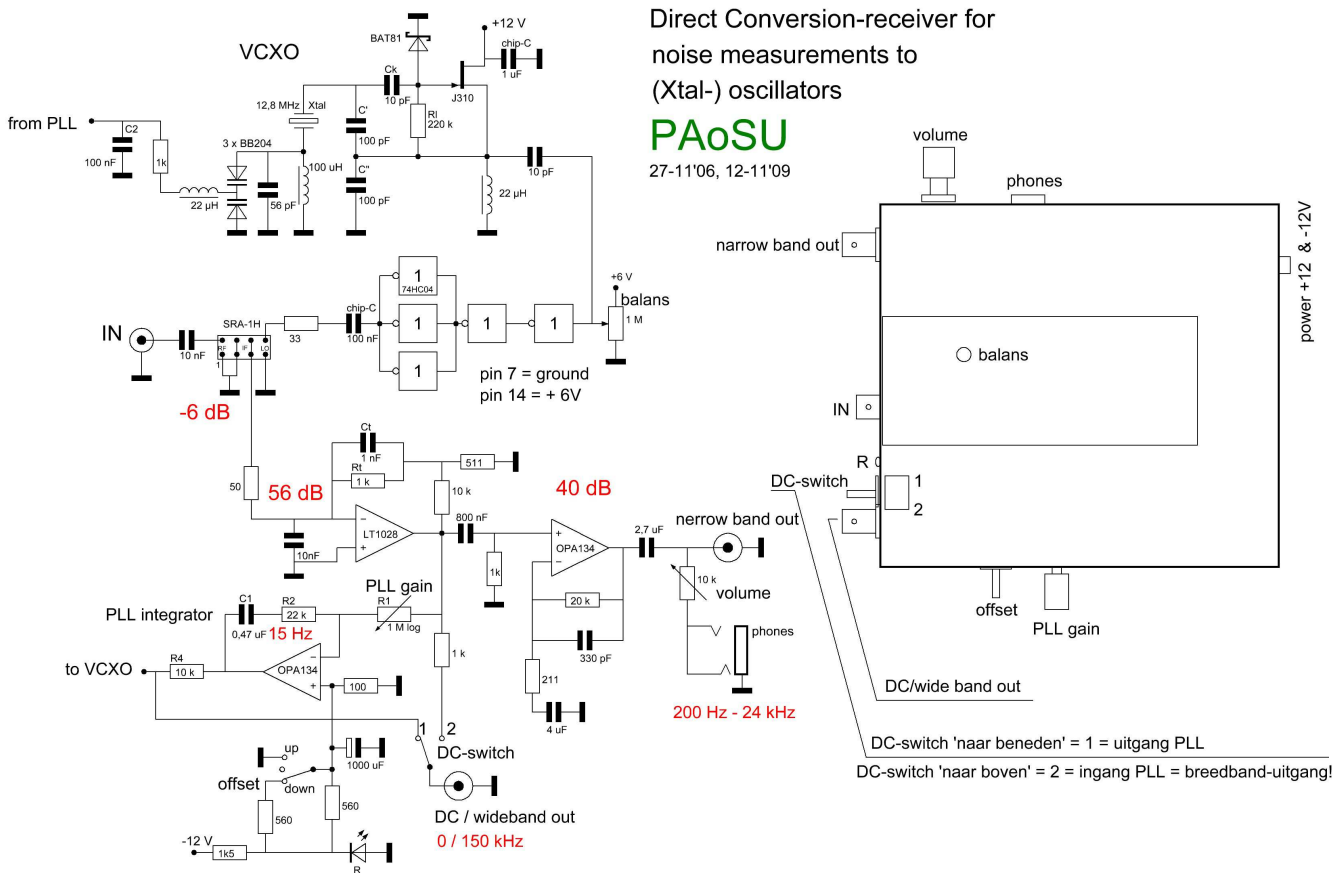 Direct Conversion-receiver for
noise measurements to
(Xtal-) oscillators
PAoSU
27-11'06, 12-11'09
VCXO
BAT81
+12 V
chip-C
1 uF
Ck
10 pF
J310
Rl
220 k
12,8 MHz
Xtal
C'
100 pF
C"
100 pF
10 pF
22 µH
from PLL
C2
100 nF
1k
3 x BB204
22 µH
56 pF
100 uH
+6 V
balans
1 M
1
74HC04
1
1
1
1
chip-C
100 nF
pin 7 = ground
pin 14 = + 6V
IN
10 nF
SRA-1H
RF
IF
LO
1
33
-6 dB
50
56 dB
Ct
1 nF
Rt
1 k
511
10 k
LT1028
10nF
800 nF
1k
40 dB
OPA134
20 k
330 pF
211
4 uF
2,7 uF
nerrow band out
10 k
volume
phones
200 Hz - 24 kHz
PLL integrator
C1
0,47 uF
R2
22 k
15 Hz
PLL gain
R1
1 M log
1 k
to VCXO
R4
10 k
OPA134
100
1000 uF
up
offset
down
560
560
-12 V
1k5
R
1
2
DC-switch
DC / wideband out
0 / 150 kHz
volume
phones
narrow band out
power +12 & -12V
balans
IN
R
DC-switch
1
2
offset
PLL gain
DC/wide band out
DC-switch 'naar beneden' = 1 = uitgang PLL
DC-switch 'naar boven' = 2 = ingang PLL = breedband-uitgang!